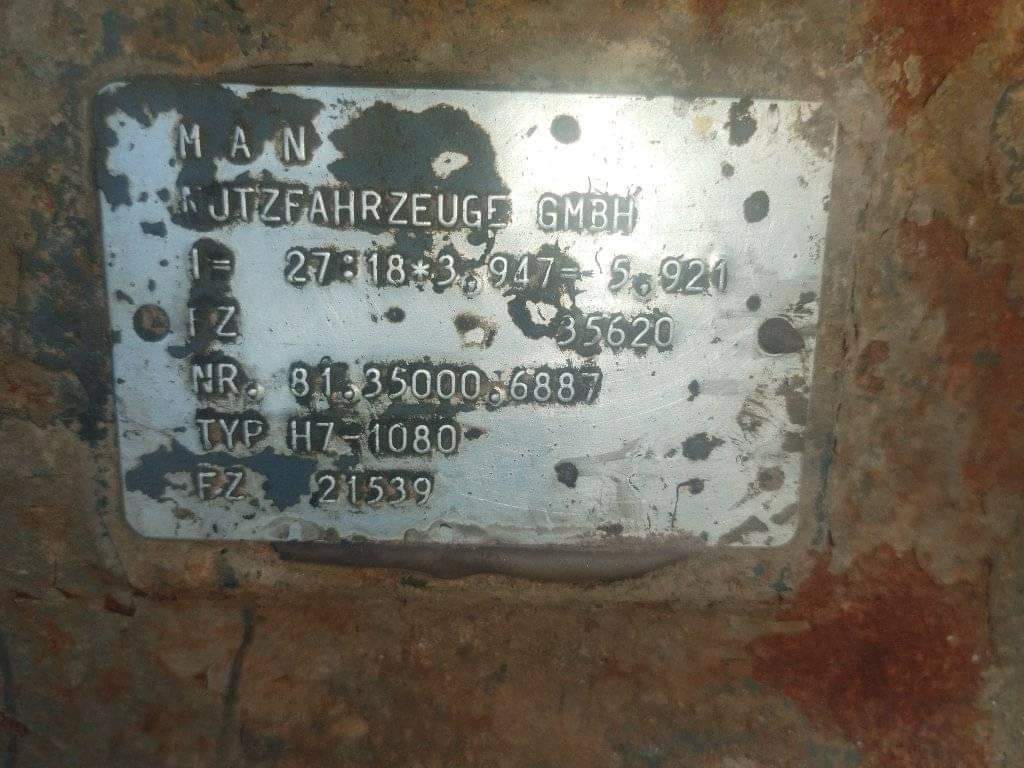 M A N
NUTZFAHRZEUGE GMBH
I= 27:18*3.947= 5.921
FZ 35620
NR. 81.35000.6887
TYP H7-1080
FZ 21539